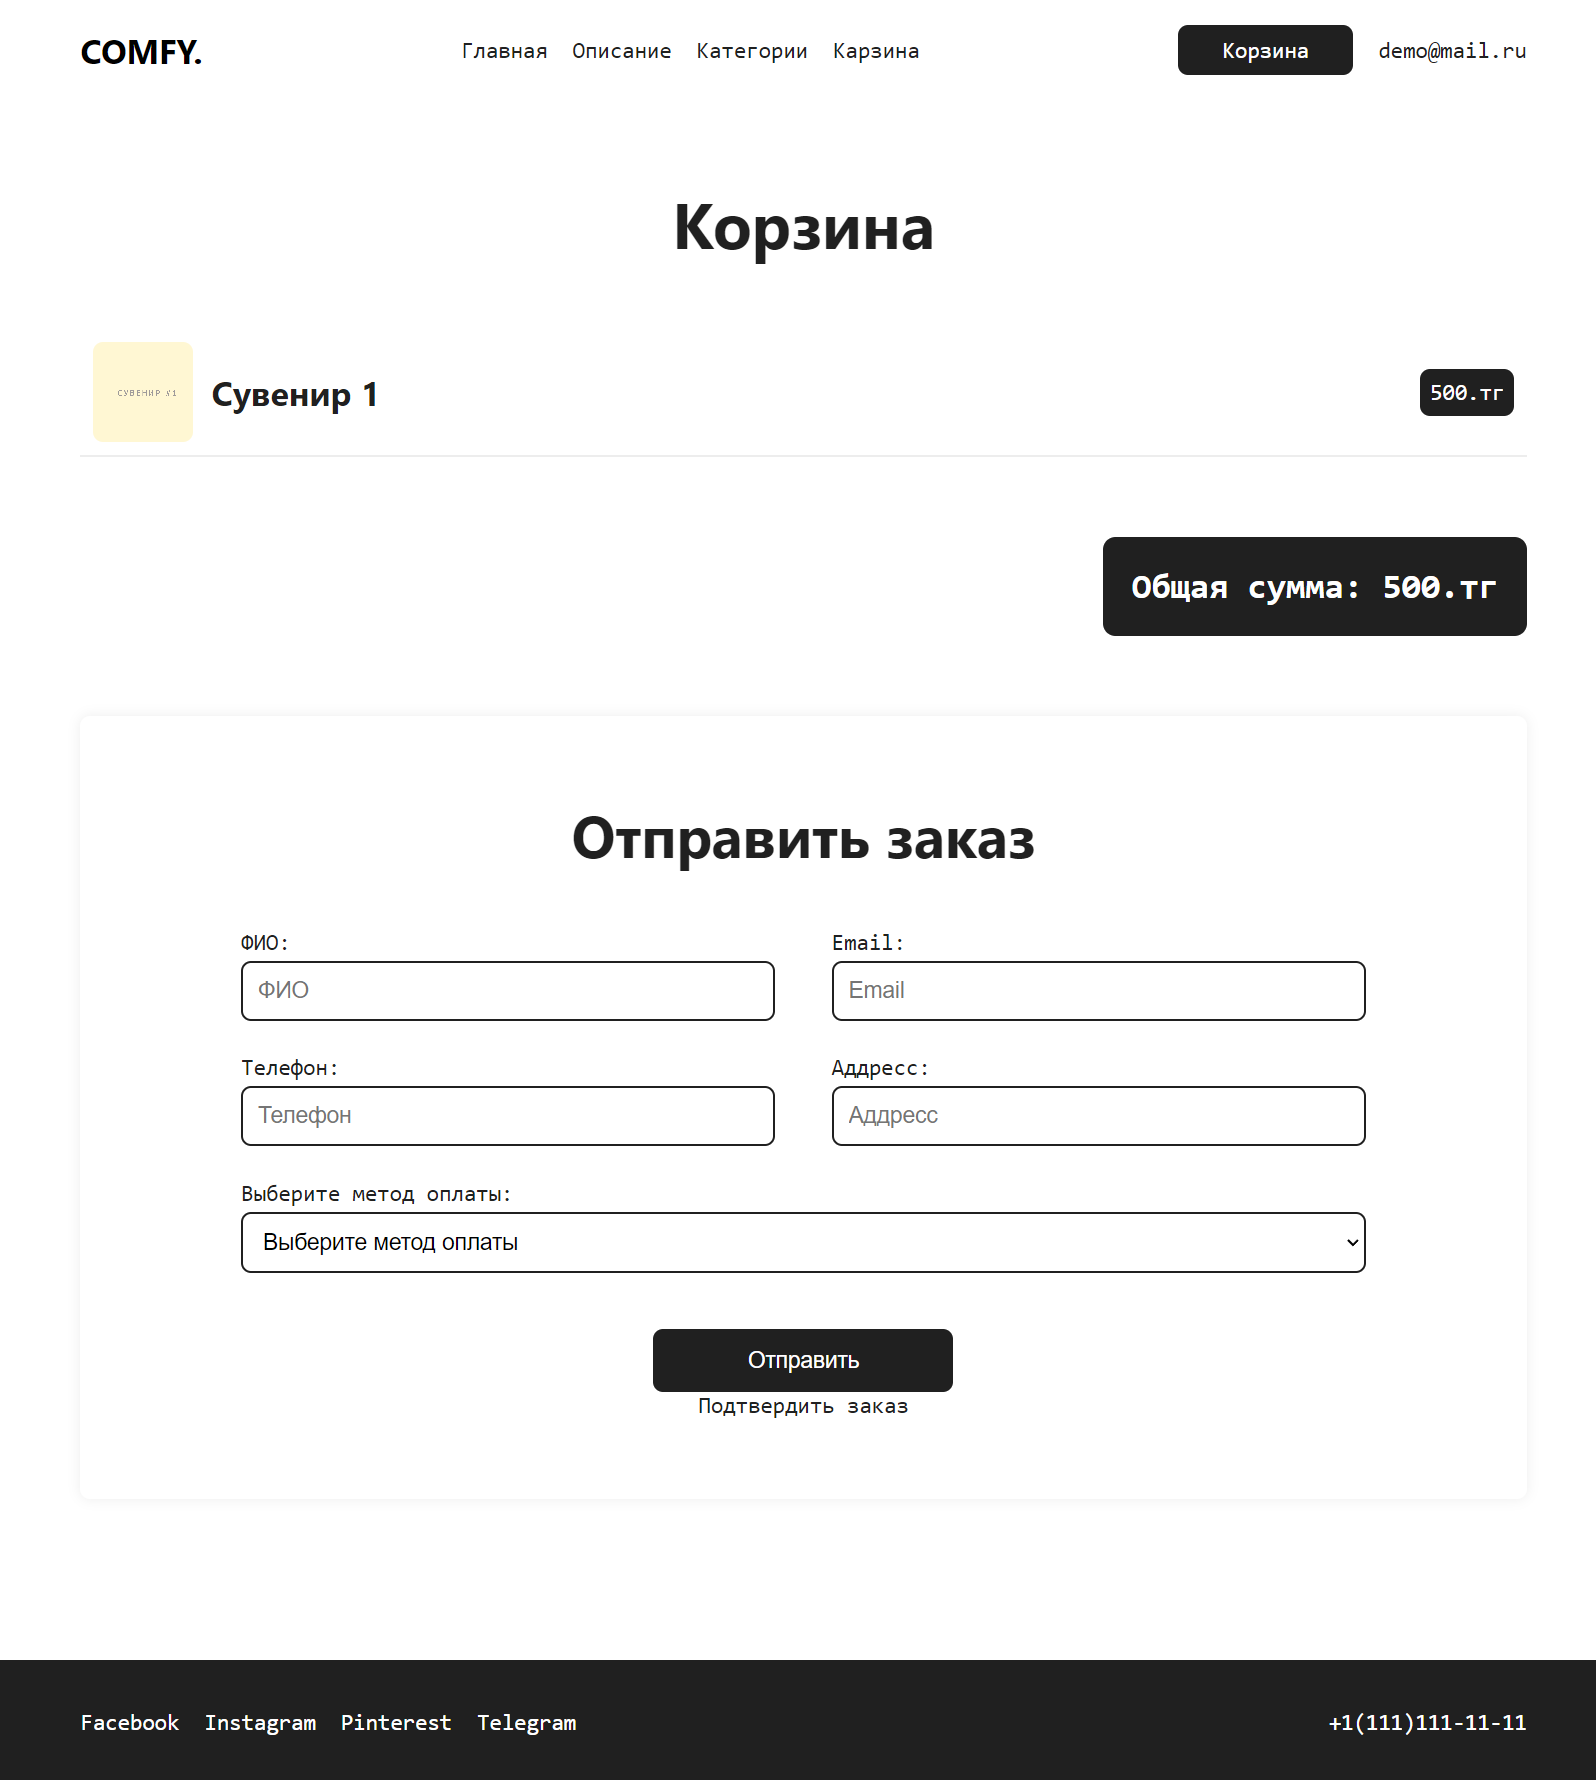 COMFY.
Главная Описание Категории Карзина
Корзина demo@mail.ru
Корзина
СУВЕНИР #1
Сувенир 1
500.тг
Общая сумма: 500.тг
Отправить заказ
ФИО: Email:
ФИО Email
Телефон: Аддресс:
Телефон Аддресс
Выберите метод оплаты:
Выберите метод оплаты
Отправить
Подтвердить заказ
Facebook Instagram Pinterest Telegram
+1(111)111-11-11